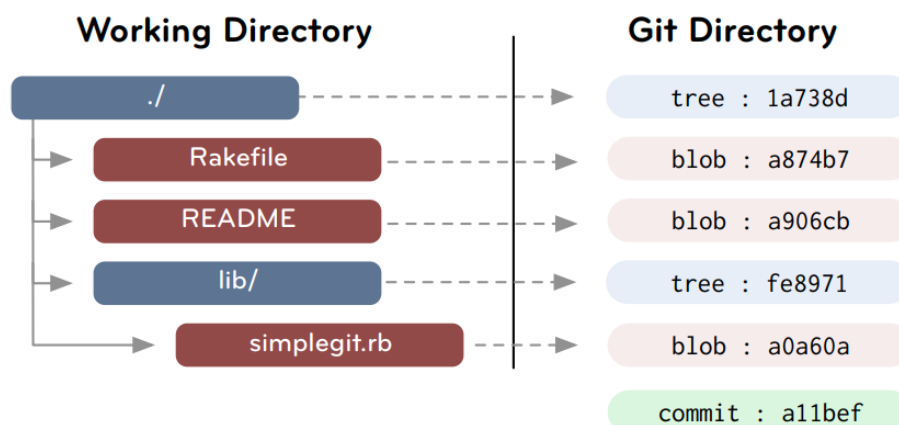 Working Directory
Git Directory
./
tree : 1a738d
Rakefile
blob : a874b7
README
blob : a906cb
lib/
tree : fe8971
simplegit.rb
blob : a0a60a
commit : a11bef